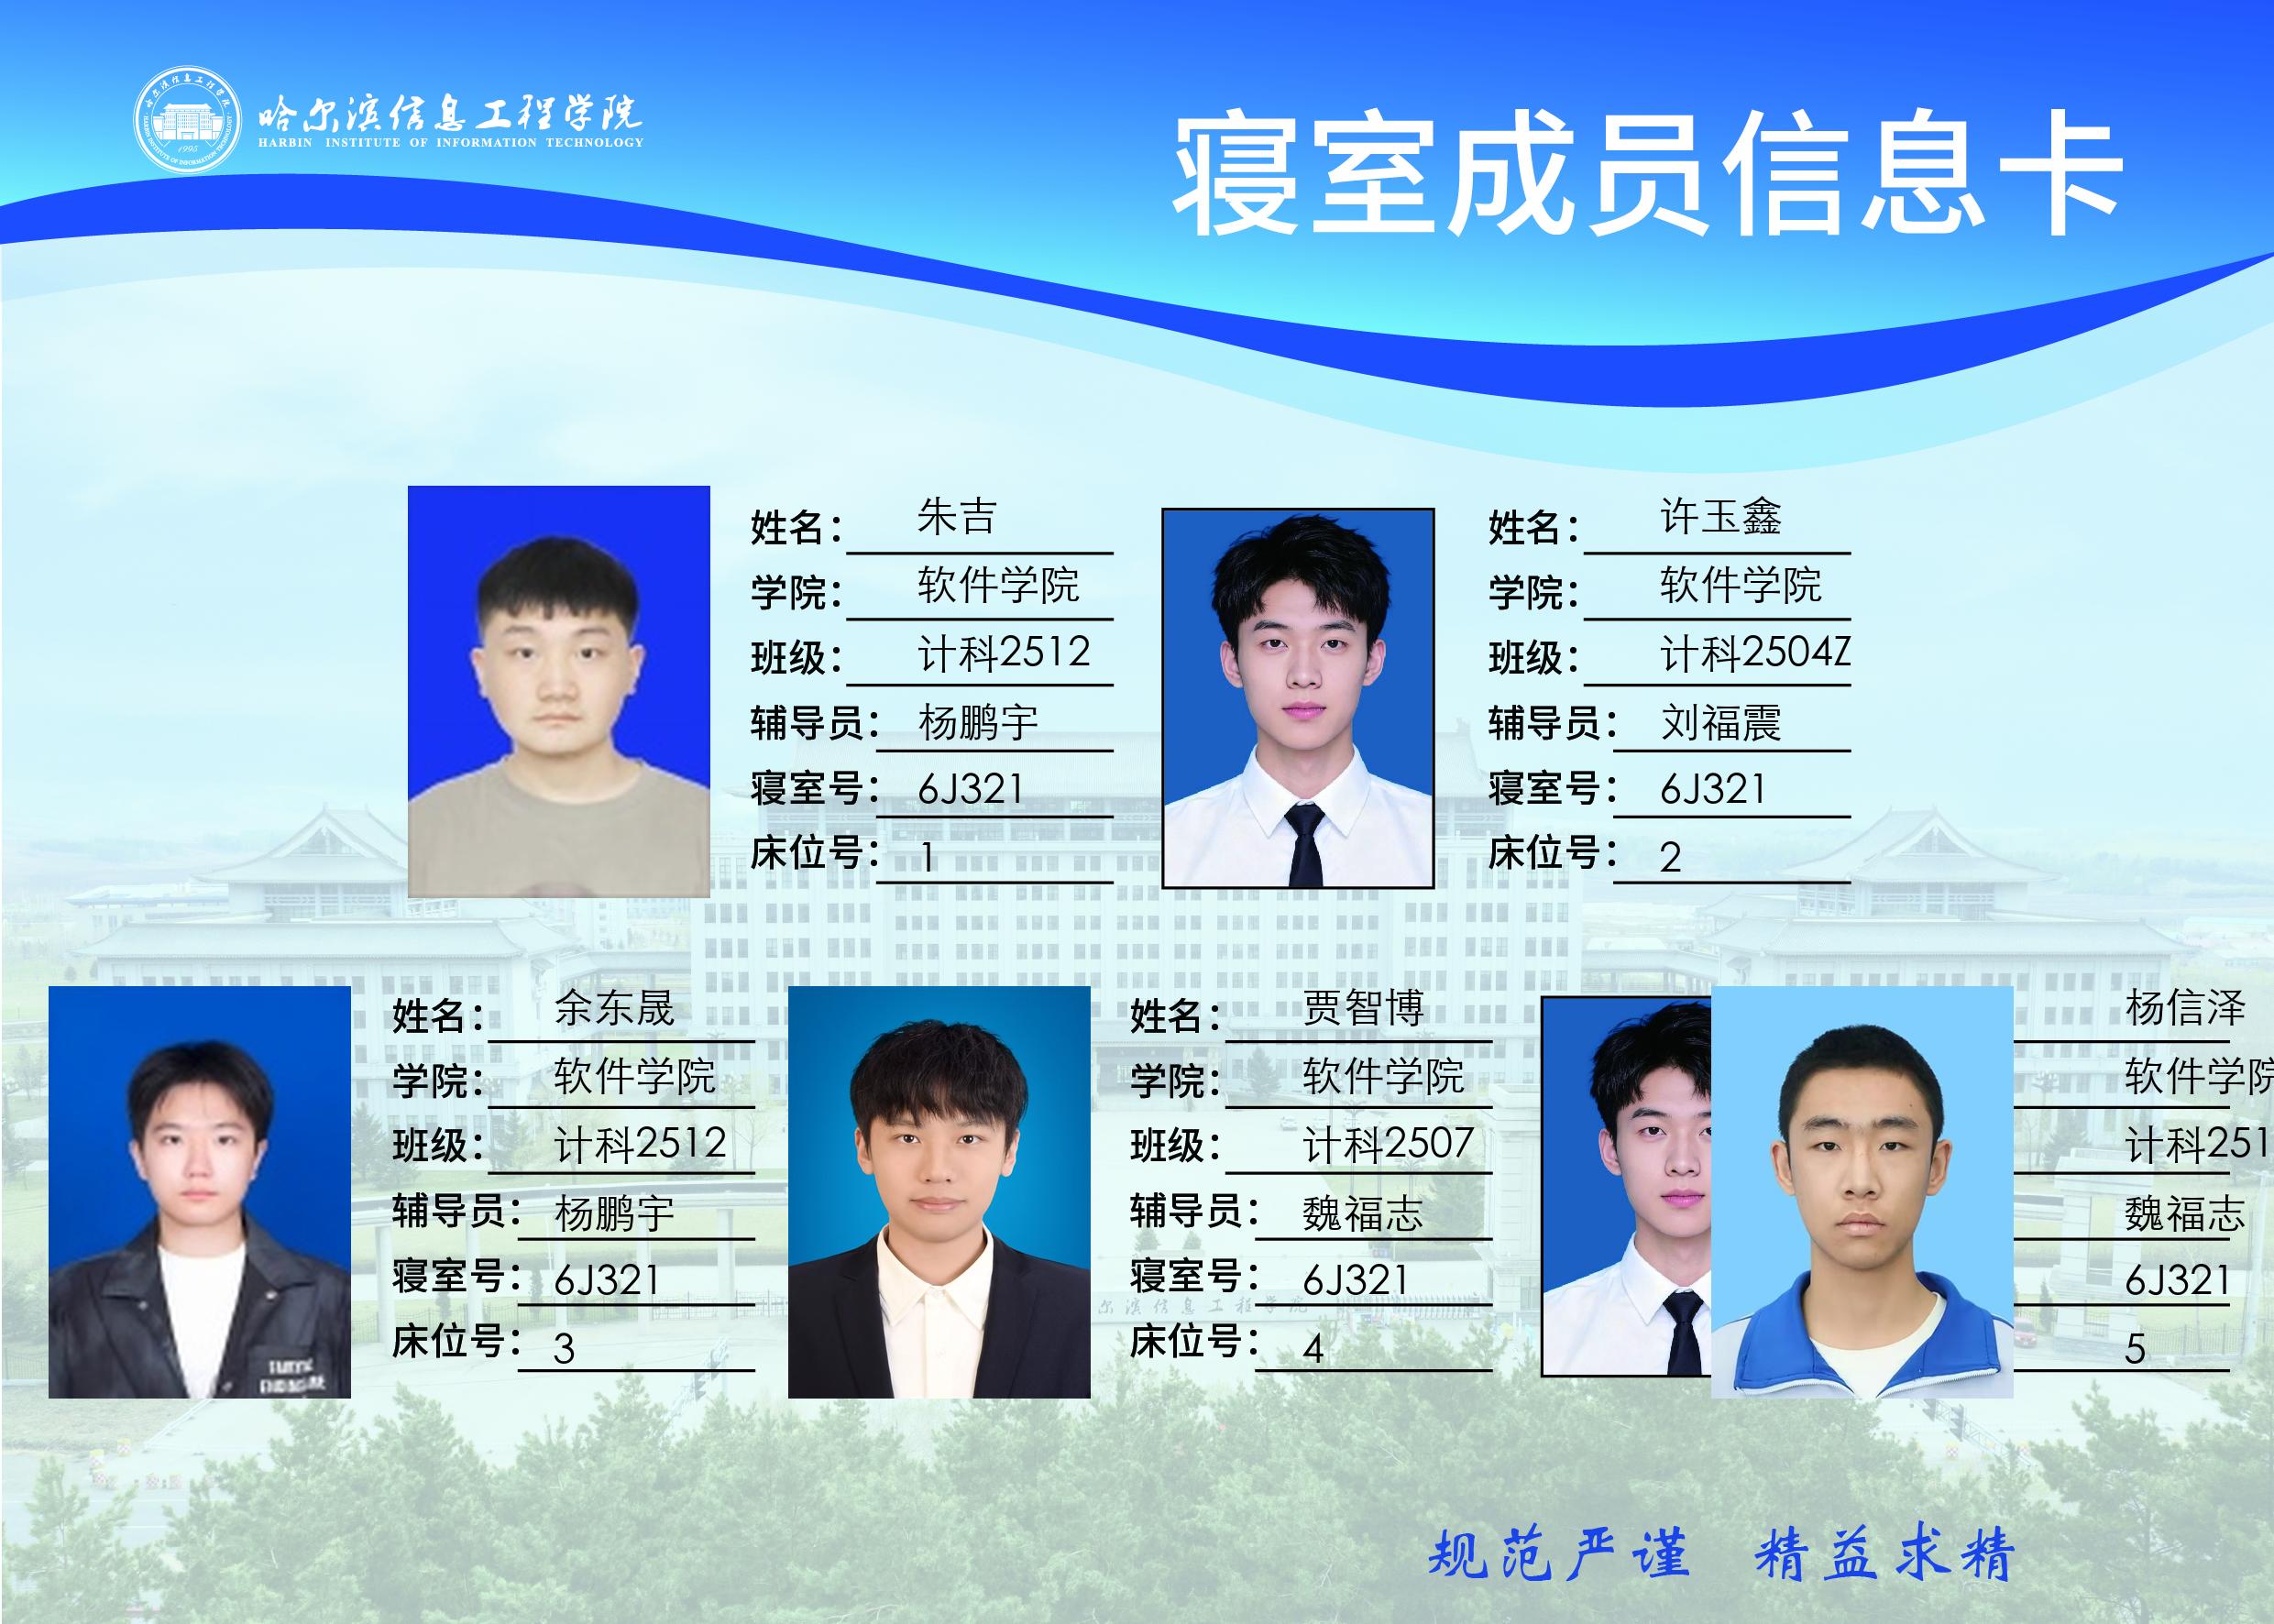 哈尔滨信息工程学院
HARBIN INSTITUTE OF INFORMATION TECHNOLOGY
1995
寝室成员信息卡
姓名： 朱吉
学院： 软件学院
班级： 计科2512
辅导员： 杨鹏宇
寝室号： 6J321
床位号： 1
姓名： 许玉鑫
学院： 软件学院
班级： 计科2504Z
辅导员： 刘福震
寝室号： 6J321
床位号： 2
姓名： 余东晟
学院： 软件学院
班级： 计科2512
辅导员： 杨鹏宇
寝室号： 6J321
床位号： 3
姓名： 贾智博
学院： 软件学院
班级： 计科2507
辅导员： 魏福志
寝室号： 6J321
床位号： 4
杨信泽
软件学院
计科251
魏福志
6J321
5
规范严谨 精益求精